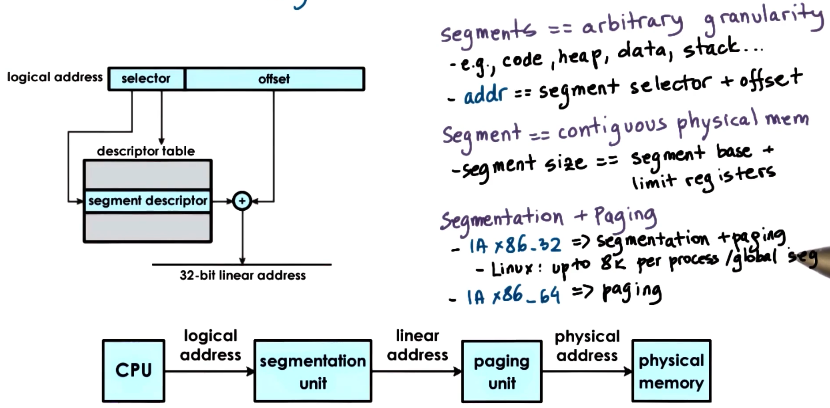 logical address
selector
offset
descriptor table
segment descriptor
+
32-bit linear address
Segments == arbitrary granularity
- e.g., code, heap, data, stack...
- addr == segment selector + offset
Segment == contiguous physical mem
- segment size == segment base +
limit registers
Segmentation + Paging
- IA x86_32 => segmentation + paging
- Linux: up to 8K per process/global seg
- IA x86_64 => paging
CPU
logical
address
segmentation
unit
linear
address
paging
unit
physical
address
physical
memory